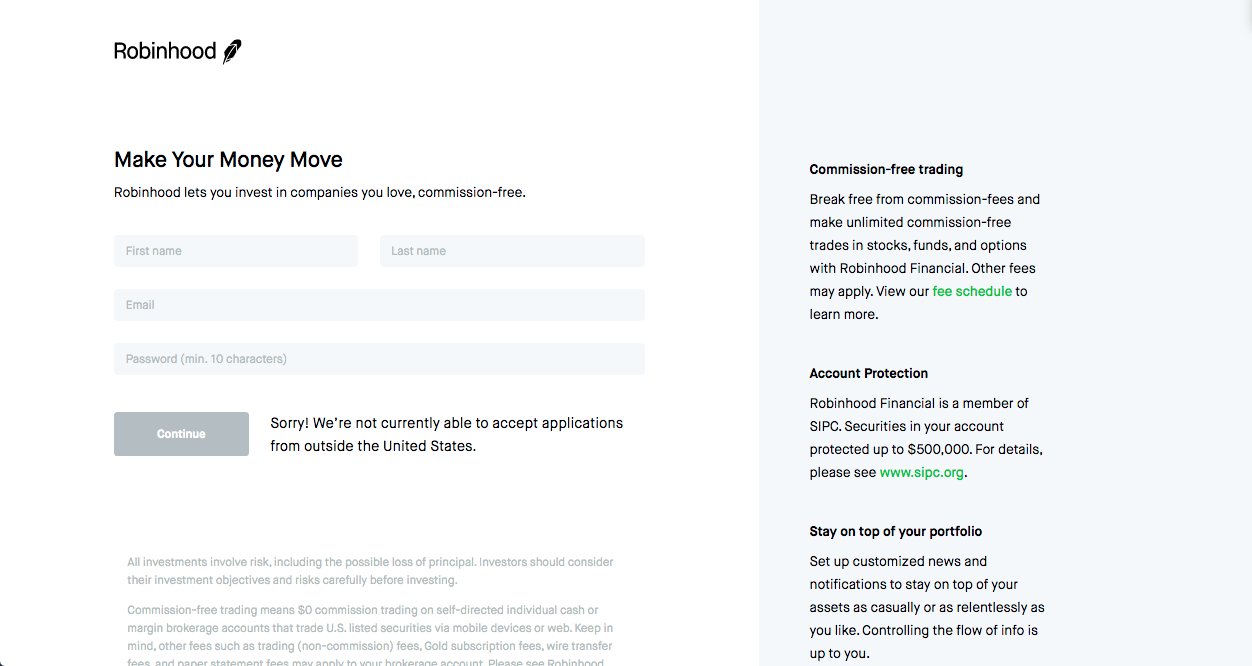 Robinhood
Make Your Money Move
Robinhood lets you invest in companies you love, commission-free.
First name
Last name
Email
Password (min. 10 characters)
Continue
Sorry! We're not currently able to accept applications
from outside the United States.
All investments involve risk, including the possible loss of principal. Investors should consider
their investment objectives and risks carefully before investing.
Commission-free trading means $0 commission trading on self-directed individual cash or
margin brokerage accounts that trade U.S. listed securities via mobile devices or web. Keep in
mind, other fees such as trading (non-commission) fees, Gold subscription fees, wire transfer
fees, and paper statement fees may apply to your brokerage account. Please see Robinhood
Commission-free trading
Break free from commission-fees and
make unlimited commission-free
trades in stocks, funds, and options
with Robinhood Financial. Other fees
may apply. View our fee schedule to
learn more.
Account Protection
Robinhood Financial is a member of
SIPC. Securities in your account
protected up to $500,000. For details,
please see www.sipc.org.
Stay on top of your portfolio
Set up customized news and
notifications to stay on top of your
assets as casually or as relentlessly as
you like. Controlling the flow of info is
up to you.